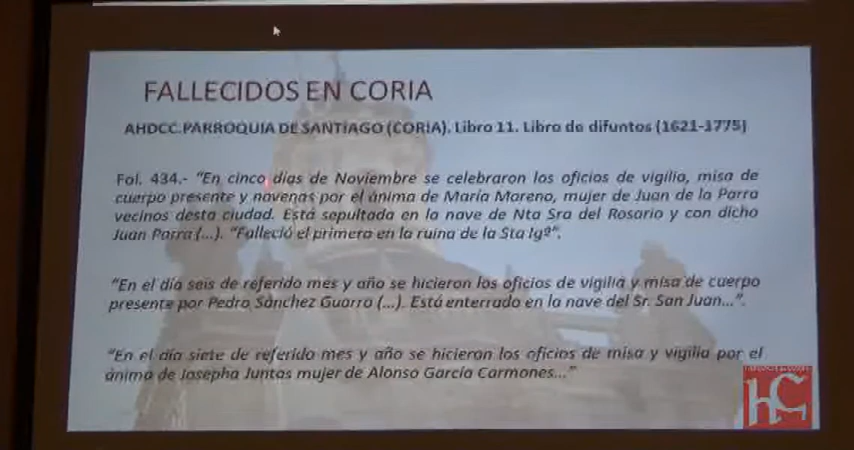 FALLECIDOS EN CORIA
AHDCC.PARROQUIA DE SANTIAGO (CORIA). Libro 11. Libro de difuntos (1621-1775)
Fol. 434.- "En cinco días de Noviembre se celebraron los oficios de vigilia, misa de
cuerpo presente y novenas por el ánima de María Moreno, mujer de Juan de la Parra
vecinos desta ciudad. Está sepultada en la nave de Nta Sra del Rosario y con dicho
Juan Parra (...). "Falleció el primero en la ruina de la Sta Igª".
"En el día seis de referido mes y año se hicieron los oficios de vigilia y misa de cuerpo
presente por Pedro Sánchez Guarro (...). Está enterrado en la nave del Sr. San Juan...".
"En el día siete de referido mes y año se hicieron los oficios de misa y vigilia por el
ánima de Josepha Juntas mujer de Alonso García Carmones..."
HC